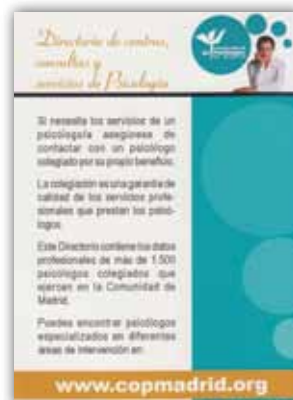 Directorio de centros,
consultas y
servicios de Psicología
Si necesita los servicios de un
psicólogo/a asegúrese de
contactar con un psicólogo
colegiado por su propio beneficio.
La colegiación es una garantía de
calidad de los servicios profe-
sionales que prestan los psicó-
logos.
Este Directorio contiene los datos
profesionales de más de 1.500
psicólogos colegiados que
ejercen en la Comunidad de
Madrid.
Puedes encontrar psicólogos
especializados en diferentes
áreas de intervención en:
www.copmadrid.org